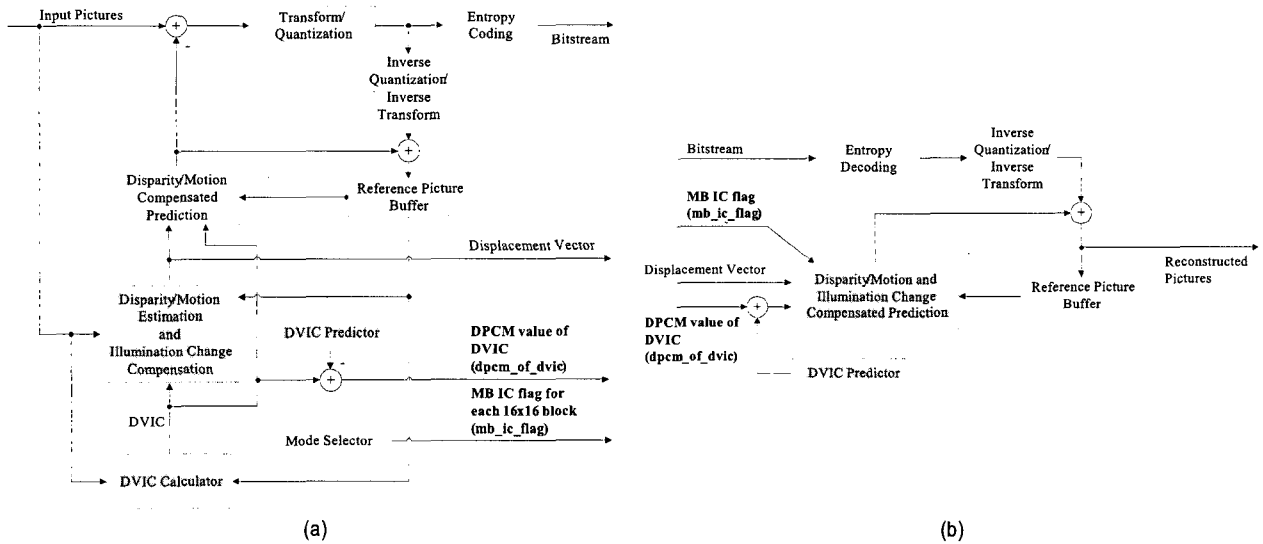 Input Pictures
+
-
Transform/
Quantization
Entropy
Coding
Bitstream
Inverse
Quantization/
Inverse
Transform
+
Disparity/Motion
Compensated
Prediction
Reference Picture
Buffer
Displacement Vector
Disparity/Motion
Estimation
and
Illumination Change
Compensation
DVIC Predictor
-
+
DPCM value of
DVIC
(dpcm_of_dvic)
MB IC flag for
each 16x16 block
(mb_ic_flag)
DVIC
Mode Selector
DVIC Calculator
(a)
Bitstream
Entropy
Decoding
Inverse
Quantization/
Inverse
Transform
MB IC flag
(mb_ic_flag)
+
Displacement Vector
Disparity/Motion and
Illumination Change
Compensated Prediction
Reconstructed
Pictures
Reference Picture
Buffer
+
DPCM value of
DVIC
(dpcm_of_dvic)
DVIC Predictor
(b)